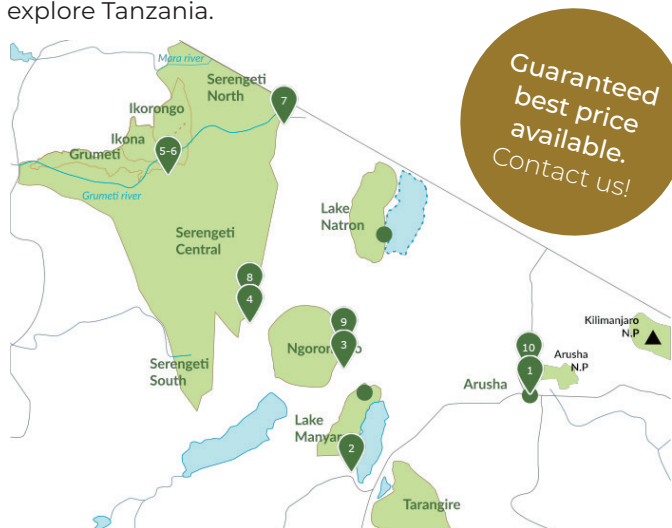 explore Tanzania.
Guaranteed
best price
available.
Contact us!
Mara river
Serengeti
North
7
Ikorongo
Ikona
5-6
Grumeti
Grumeti river
Lake
Natron
Serengeti
Central
8
4
9
Kilimanjaro
N.P
3
10
Arusha
N.P
1
Serengeti
South
Arusha
Lake
2
Tarangire